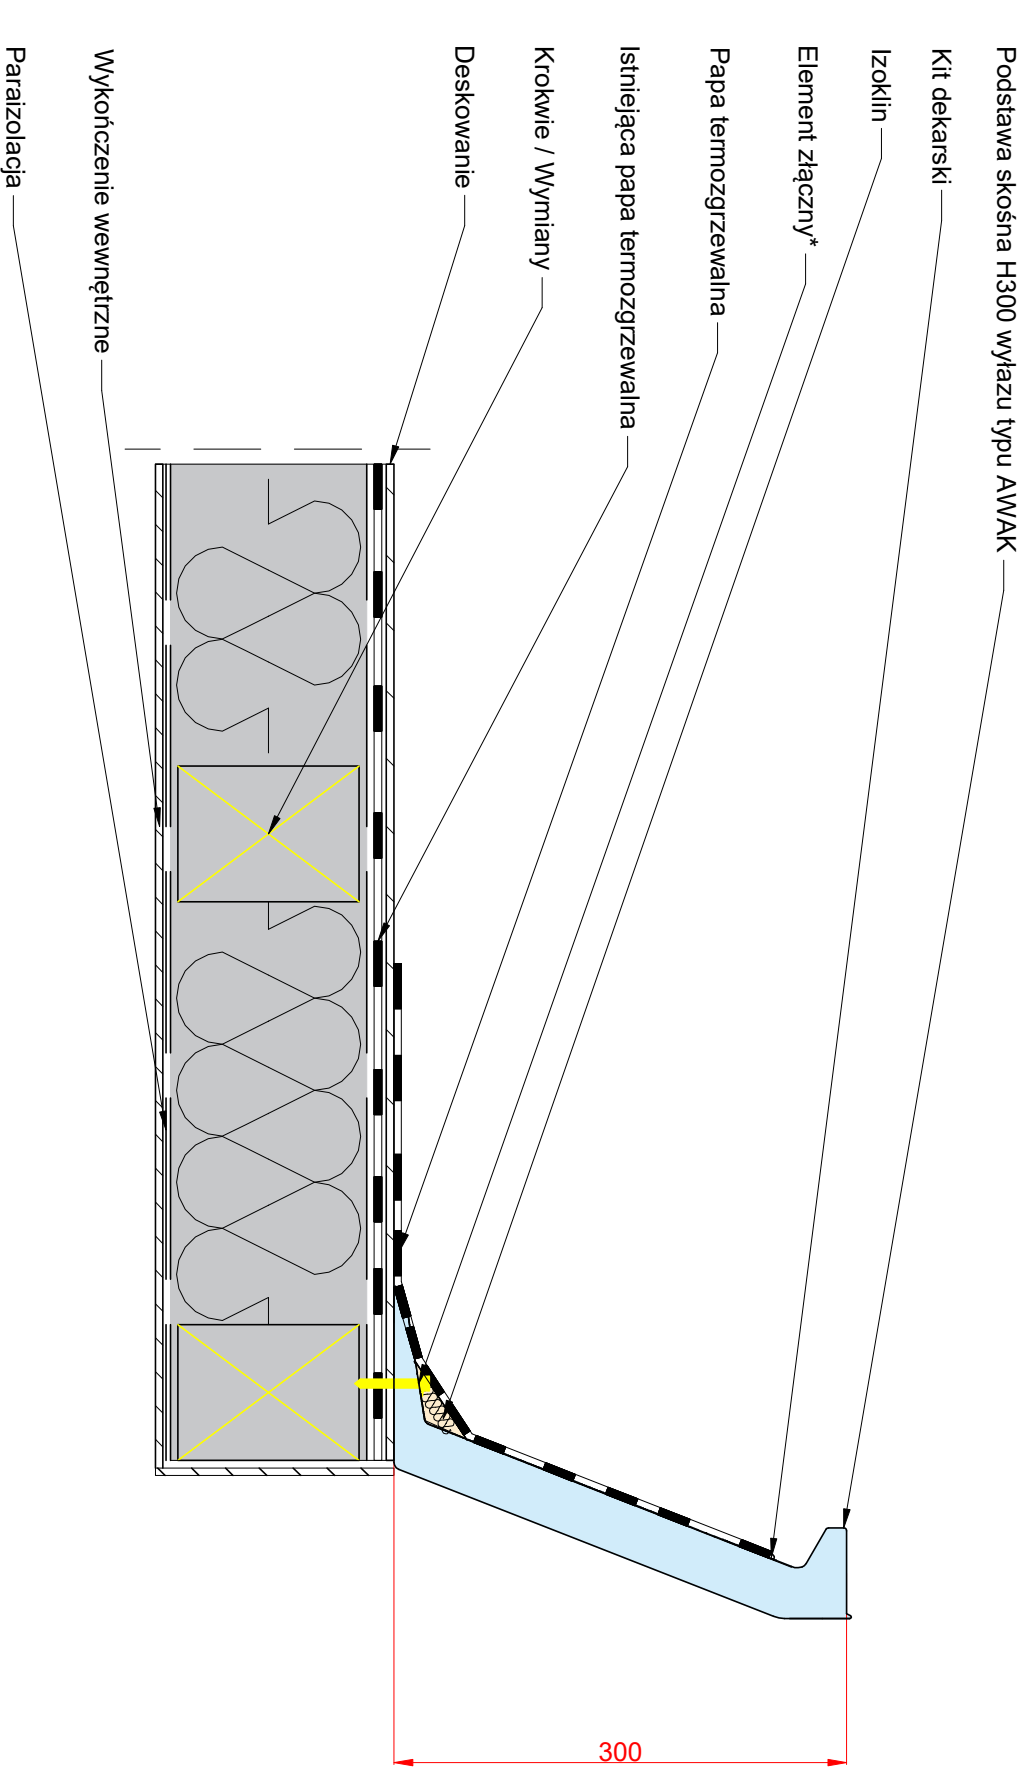 Podstawa skośna H300 wyłazu typu AWAK
Kit dekarski
Izoklin
Element złączny*
Papa termozgrzewalna
Istniejąca papa termozgrzewalna
Krokwie / Wymiany
Deskowanie
Wykończenie wewnętrzne
Paraizolacja
300